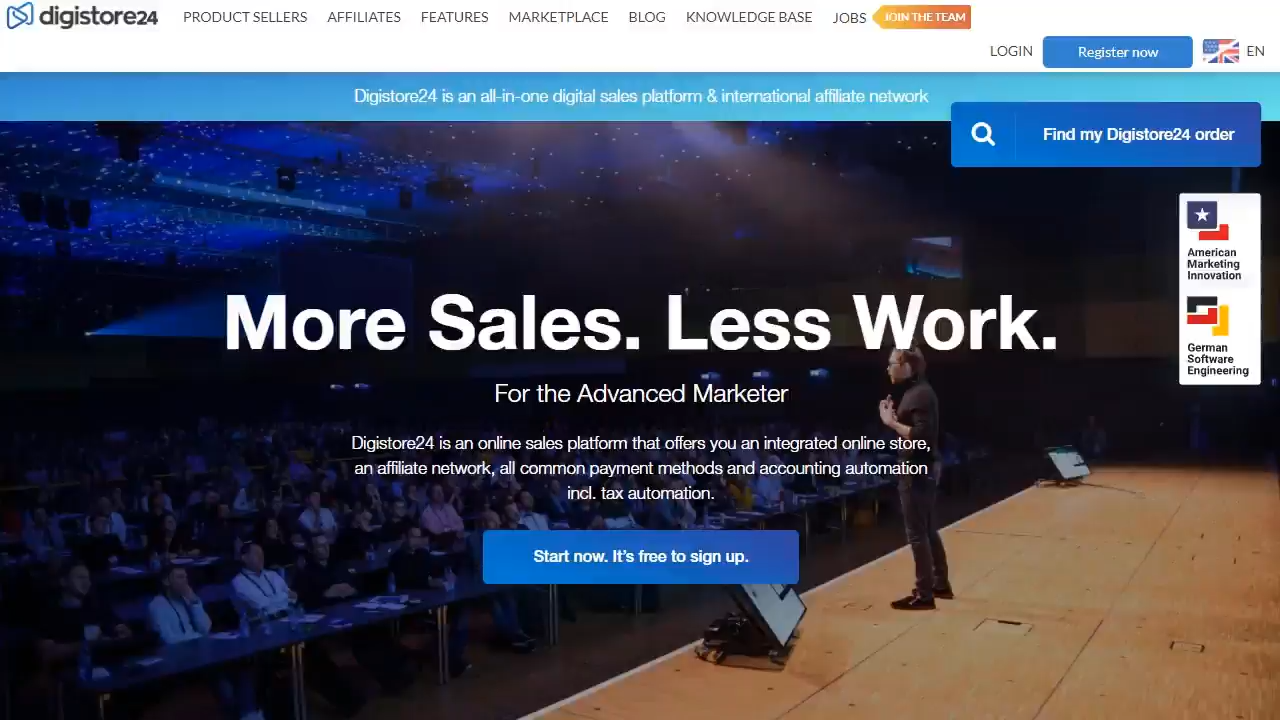 digistore24
PRODUCT SELLERS AFFILIATES FEATURES MARKETPLACE BLOG KNOWLEDGE BASE JOBS JOIN THE TEAM
LOGIN Register now EN
Digistore24 is an all-in-one digital sales platform & international affiliate network
Find my Digistore24 order
American
Marketing
Innovation
German
Software
Engineering
More Sales. Less Work.
For the Advanced Marketer
Digistore24 is an online sales platform that offers you an integrated online store,
an affiliate network, all common payment methods and accounting automation
incl. tax automation.
Start now. It's free to sign up.